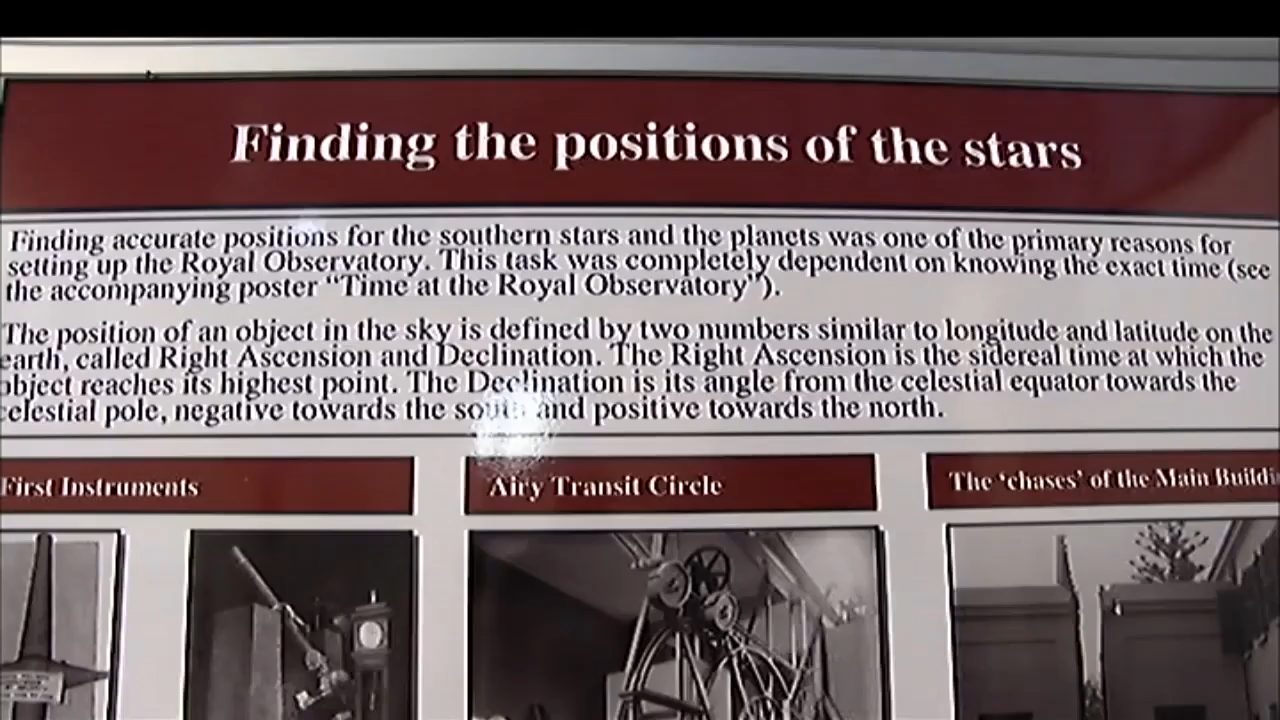 Finding the positions of the stars
Finding accurate positions for the southern stars and the planets was one of the primary reasons for
setting up the Royal Observatory. This task was completely dependent on knowing the exact time (see
the accompanying poster “Time at the Royal Observatory”).
The position of an object in the sky is defined by two numbers similar to longitude and latitude on the
earth, called Right Ascension and Declination. The Right Ascension is the sidereal time at which the
object reaches its highest point. The Declination is its angle from the celestial equator towards the
celestial pole, negative towards the south and positive towards the north.
First Instruments
Airy Transit Circle
The ‘chases’ of the Main Buildi